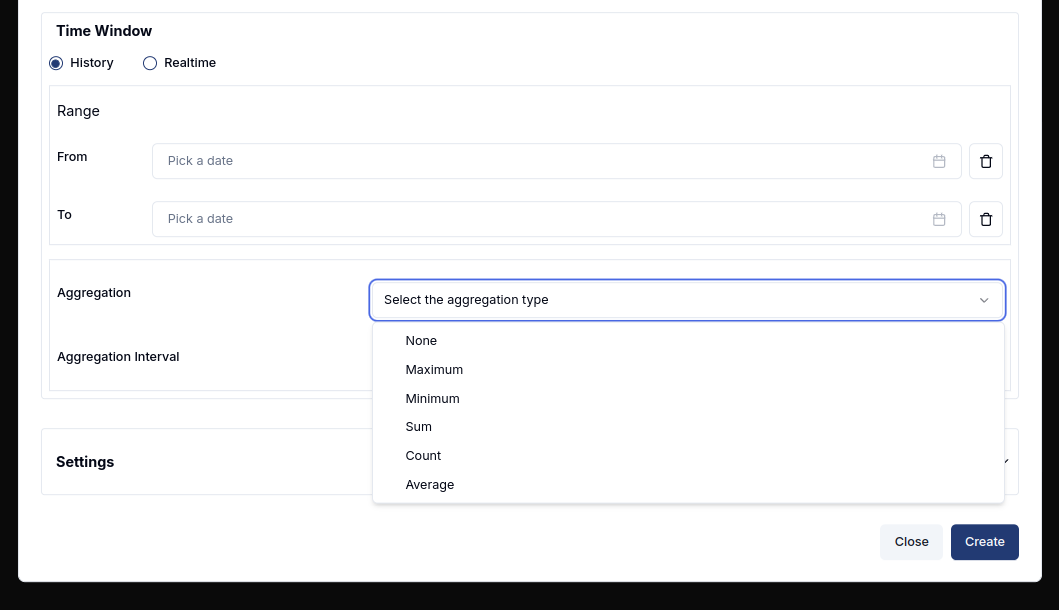 Time Window
History Realtime
Range
From Pick a date
To Pick a date
Aggregation Select the aggregation type
None
Aggregation Interval
Maximum
Minimum
Sum
Count
Average
Settings
Close Create